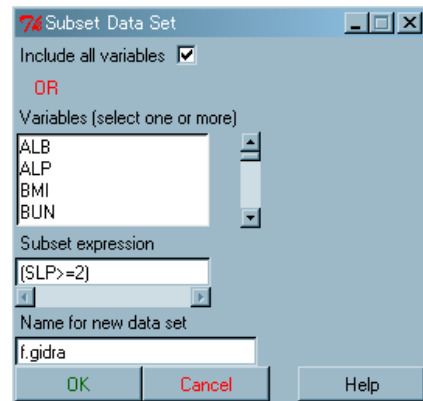 Subset Data Set
Include all variables
OR
Variables (select one or more)
ALB
ALP
BMI
BUN
Subset expression
(SLP>=2)
Name for new data set
f.gidra
OK Cancel Help